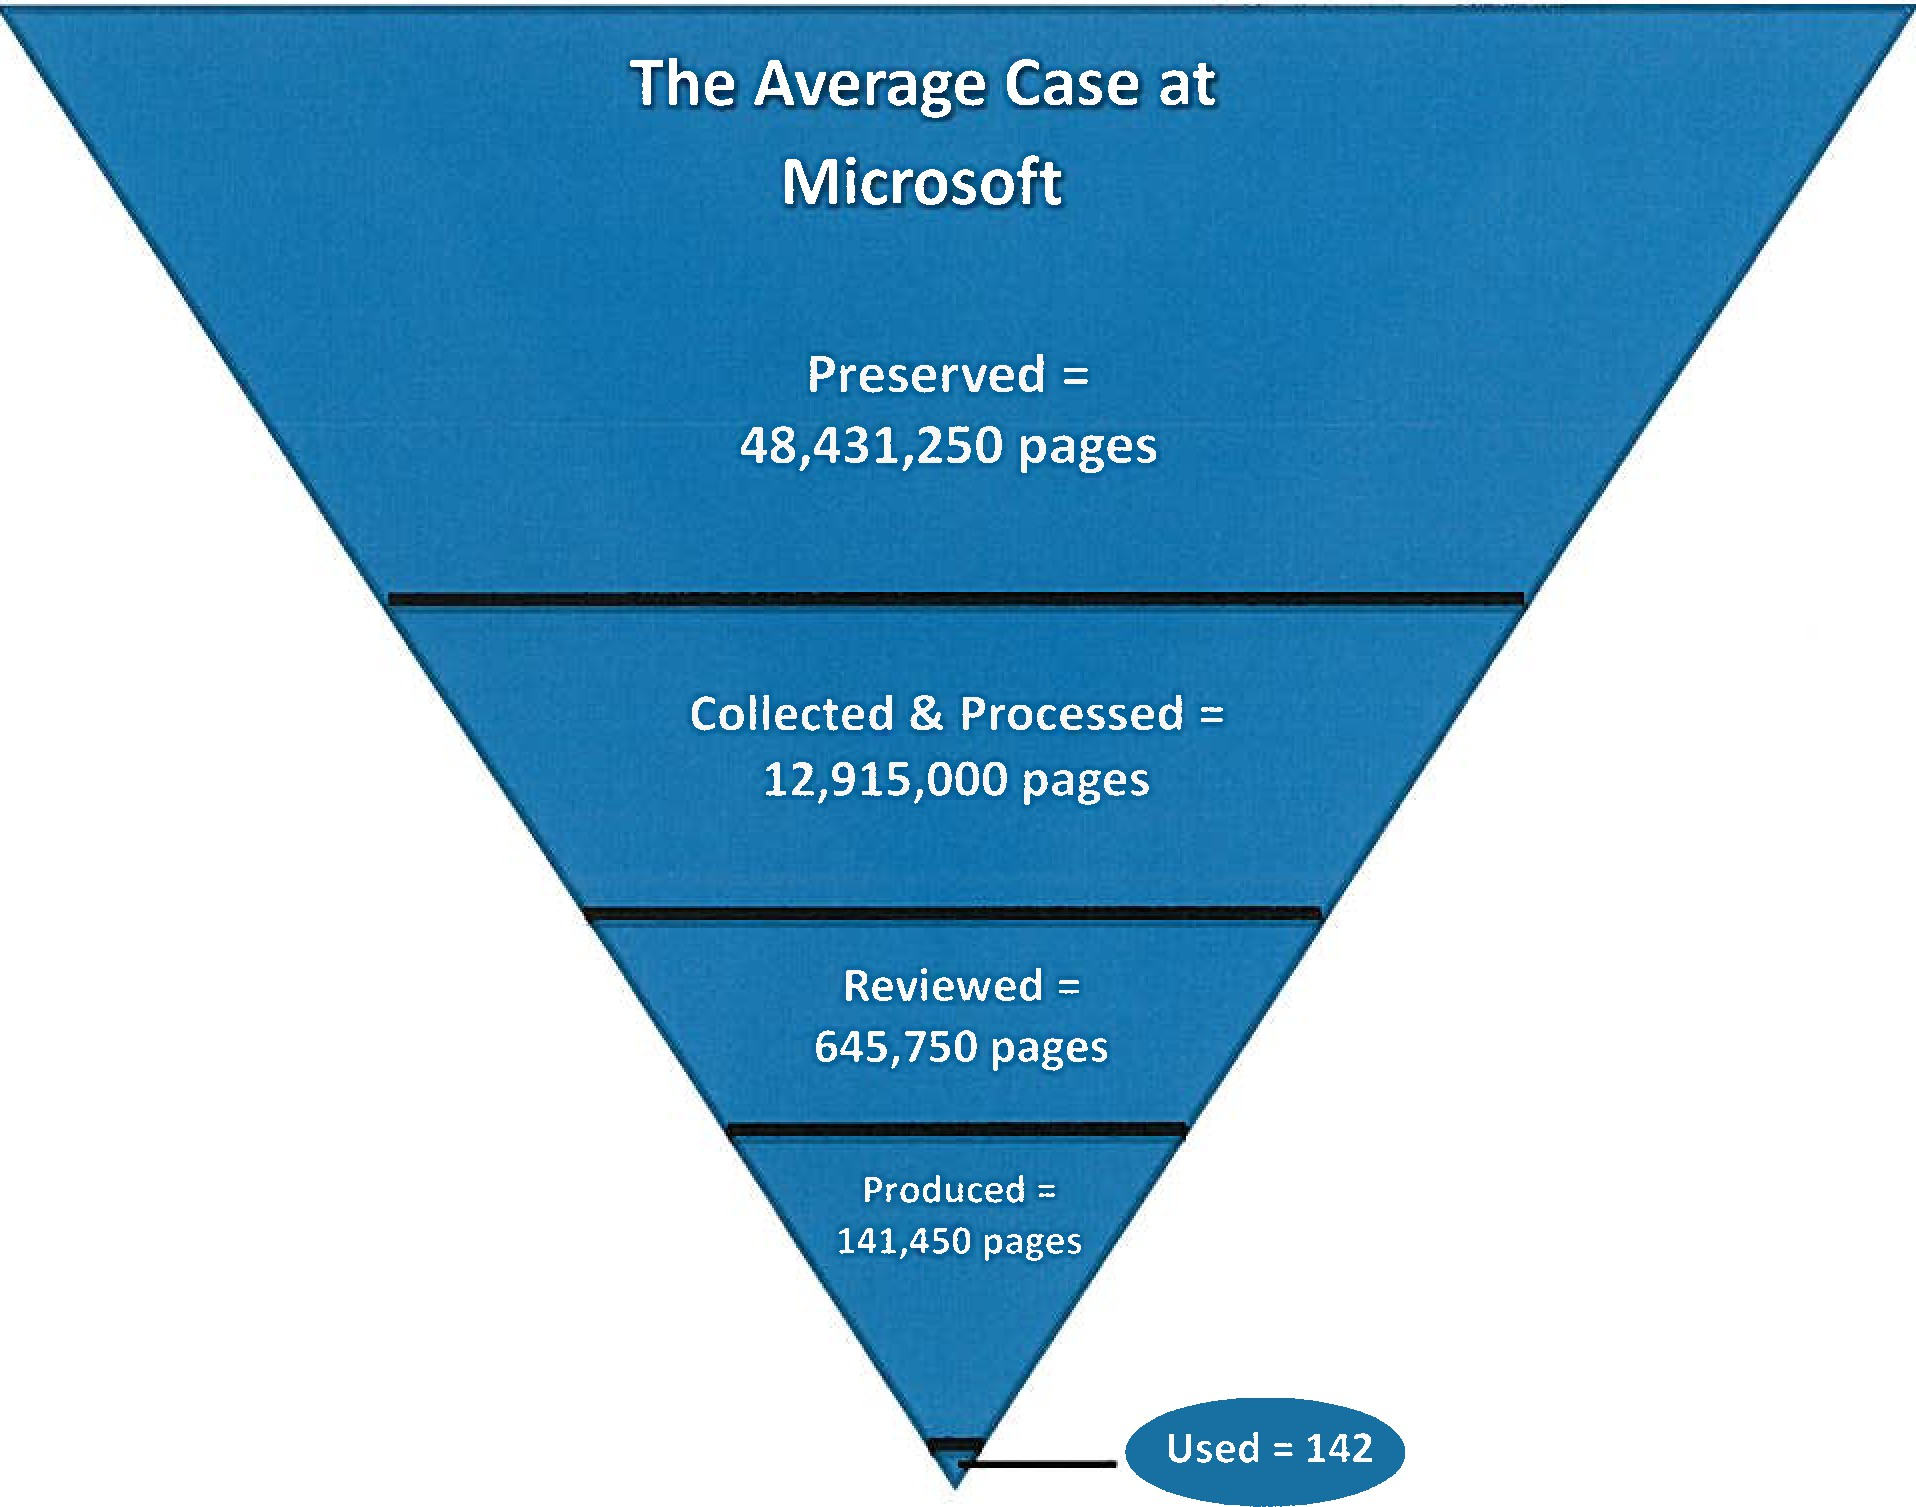 The Average Case at
Microsoft
Preserved =
48,431,250 pages
Collected & Processed =
12,915,000 pages
Reviewed =
645,750 pages
Produced =
141,450 pages
Used = 142